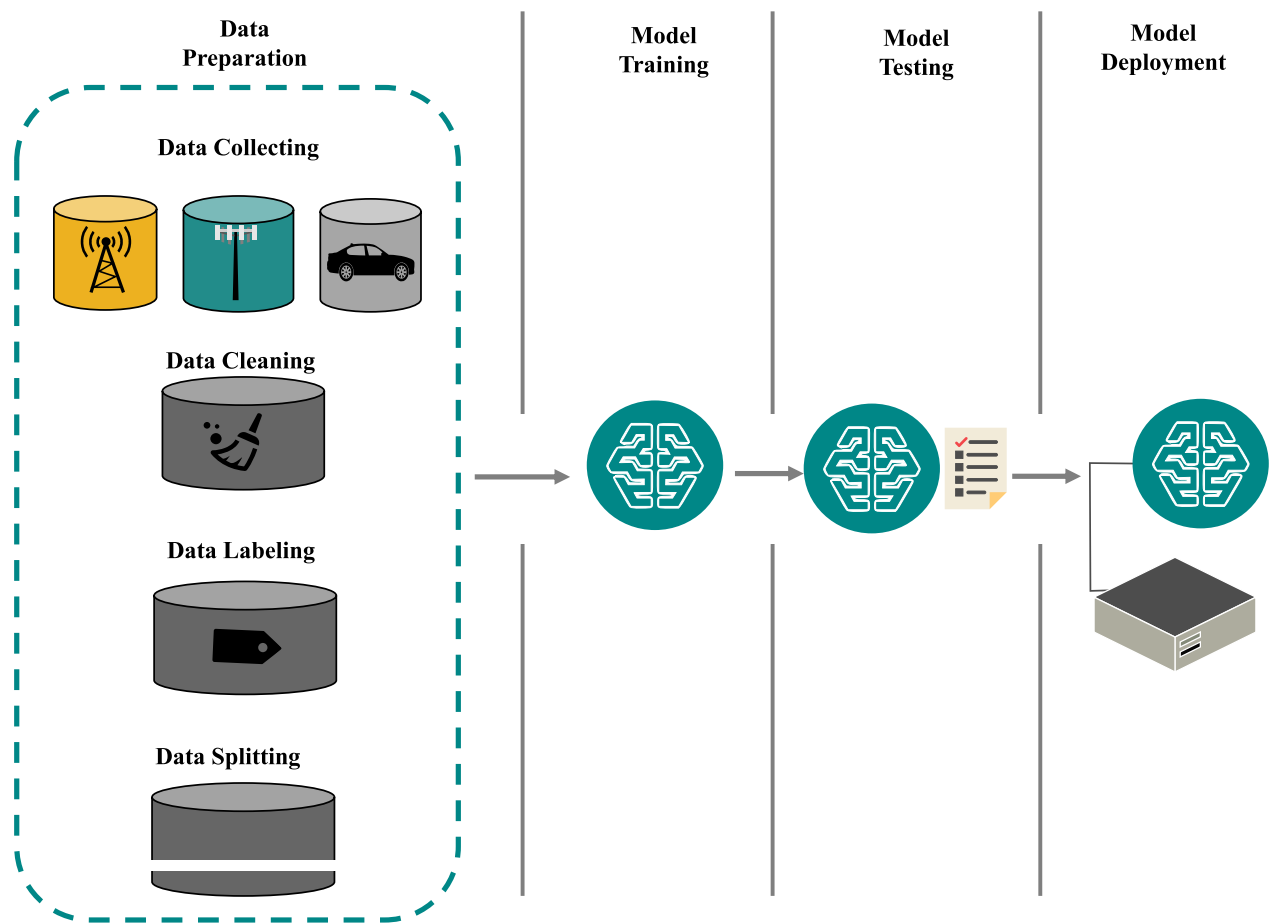 Data
Preparation
Data Collecting
Data Cleaning
Data Labeling
Data Splitting
Model
Training
Model
Testing
Model
Deployment